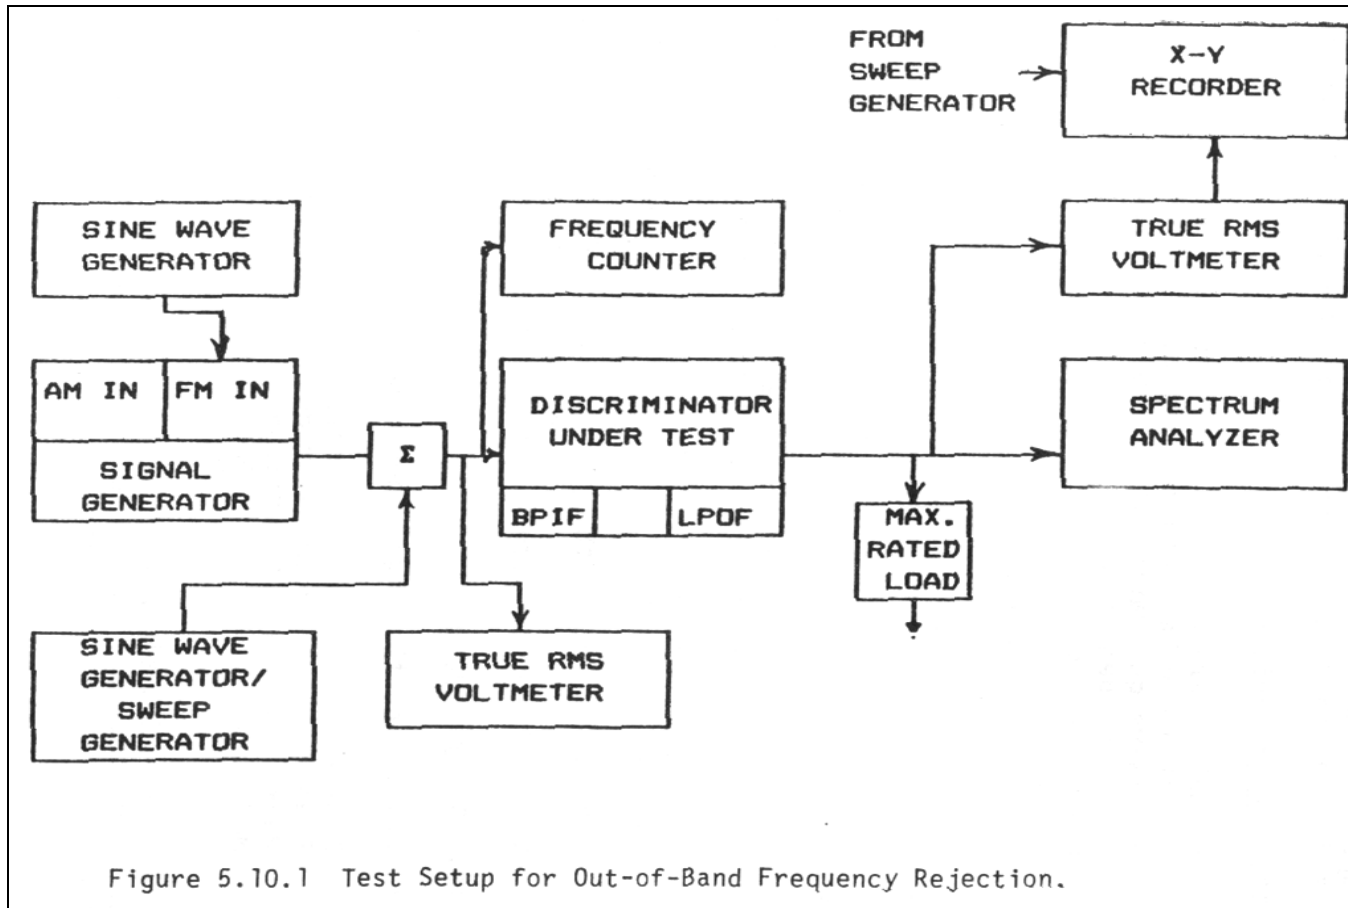 FROM
SWEEP
GENERATOR
X-Y
RECORDER
SINE WAVE
GENERATOR
FREQUENCY
COUNTER
TRUE RMS
VOLTMETER
AM IN
FM IN
SIGNAL
GENERATOR
Σ
DISCRIMINATOR
UNDER TEST
BPIF
LPOF
SPECTRUM
ANALYZER
MAX.
RATED
LOAD
SINE WAVE
GENERATOR/
SWEEP
GENERATOR
TRUE RMS
VOLTMETER
Figure 5.10.1 Test Setup for Out-of-Band Frequency Rejection.